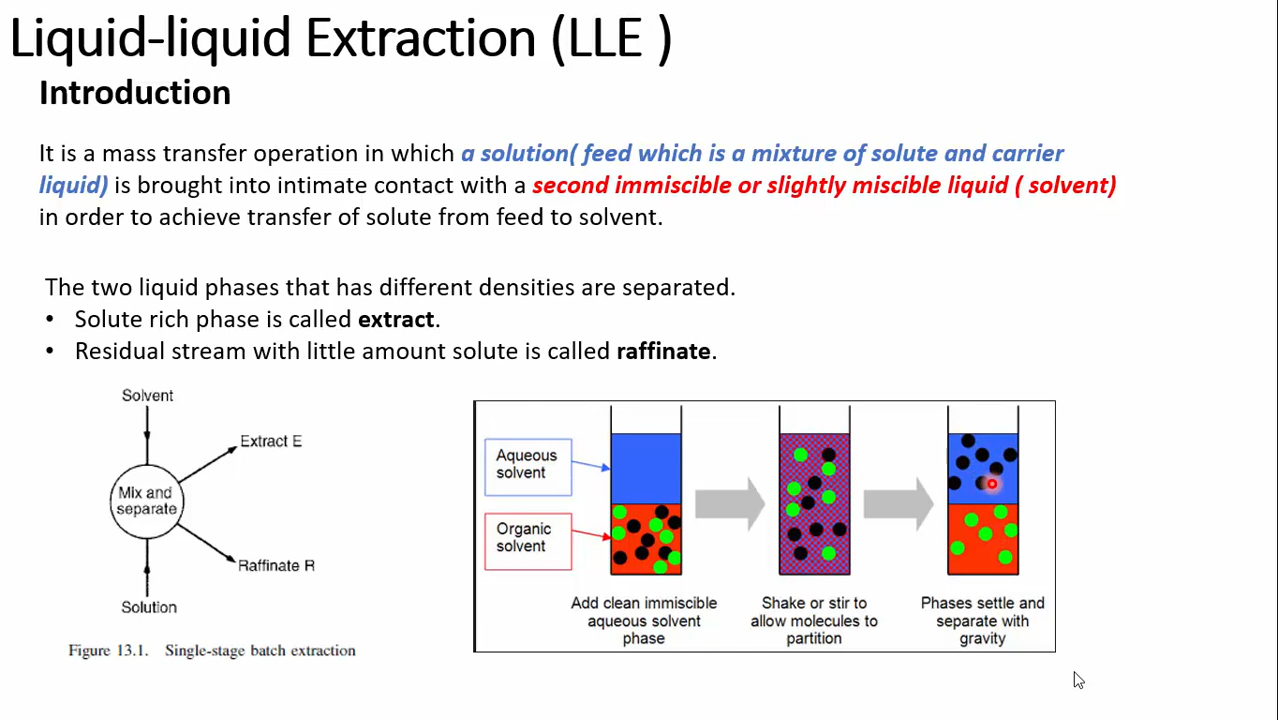 Liquid-liquid Extraction (LLE )
Introduction
It is a mass transfer operation in which a solution( feed which is a mixture of solute and carrier
liquid) is brought into intimate contact with a second immiscible or slightly miscible liquid ( solvent)
in order to achieve transfer of solute from feed to solvent.
The two liquid phases that has different densities are separated.
• Solute rich phase is called extract.
• Residual stream with little amount solute is called raffinate.
Solvent
Extract E
Mix and
separate
Raffinate R
Solution
Figure 13.1. Single-stage batch extraction
Aqueous
solvent
Organic
solvent
Add clean immiscible
aqueous solvent
phase
Shake or stir to
allow molecules to
partition
Phases settle and
separate with
gravity